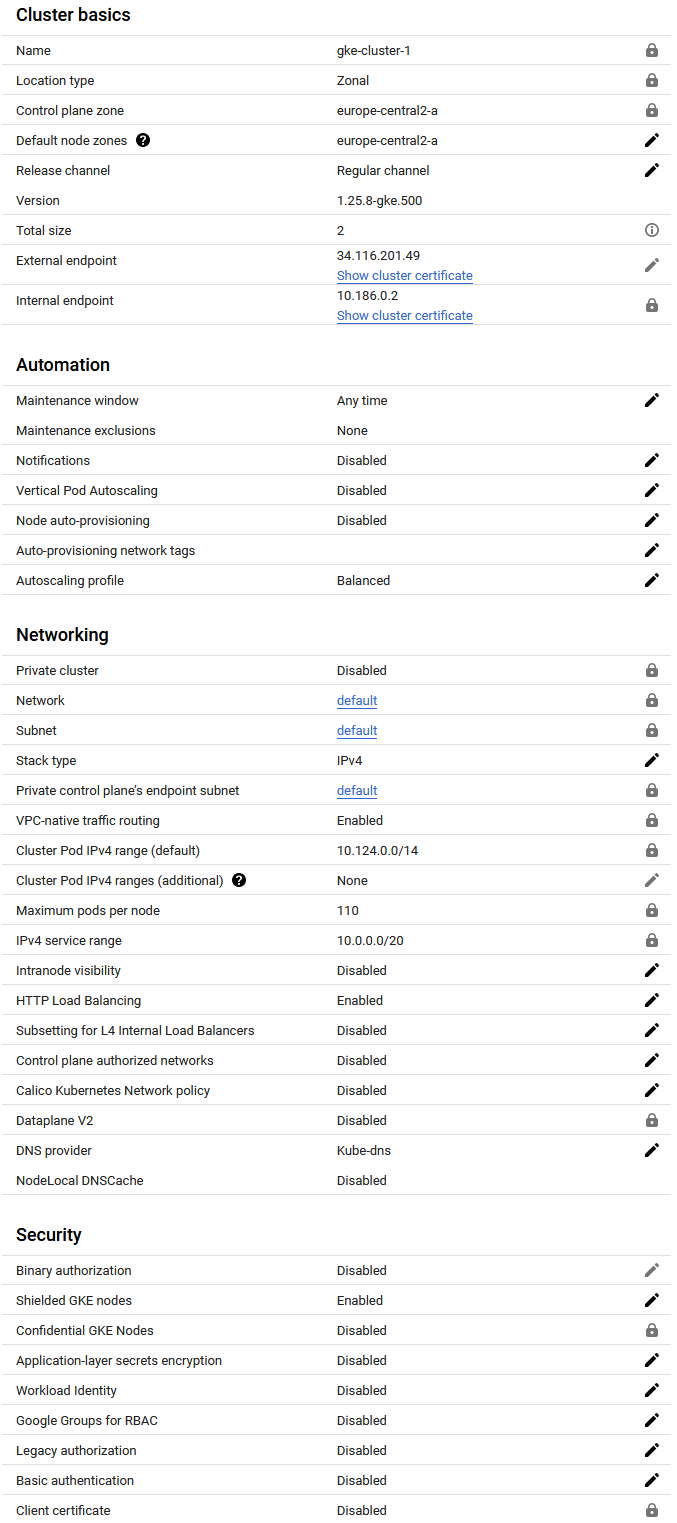 Cluster basics
Name gke-cluster-1
Location type Zonal
Control plane zone europe-central2-a
Default node zones europe-central2-a
Release channel Regular channel
Version 1.25.8-gke.500
Total size 2
External endpoint 34.116.201.49
Show cluster certificate
Internal endpoint 10.186.0.2
Show cluster certificate
Automation
Maintenance window Any time
Maintenance exclusions None
Notifications Disabled
Vertical Pod Autoscaling Disabled
Node auto-provisioning Disabled
Auto-provisioning network tags
Autoscaling profile Balanced
Networking
Private cluster Disabled
Network default
Subnet default
Stack type IPv4
Private control plane's endpoint subnet default
VPC-native traffic routing Enabled
Cluster Pod IPv4 range (default) 10.124.0.0/14
Cluster Pod IPv4 ranges (additional) None
Maximum pods per node 110
IPv4 service range 10.0.0.0/20
Intranode visibility Disabled
HTTP Load Balancing Enabled
Subsetting for L4 Internal Load Balancers Disabled
Control plane authorized networks Disabled
Calico Kubernetes Network policy Disabled
Dataplane V2 Disabled
DNS provider Kube-dns
NodeLocal DNSCache Disabled
Security
Binary authorization Disabled
Shielded GKE nodes Enabled
Confidential GKE Nodes Disabled
Application-layer secrets encryption Disabled
Workload Identity Disabled
Google Groups for RBAC Disabled
Legacy authorization Disabled
Basic authentication Disabled
Client certificate Disabled